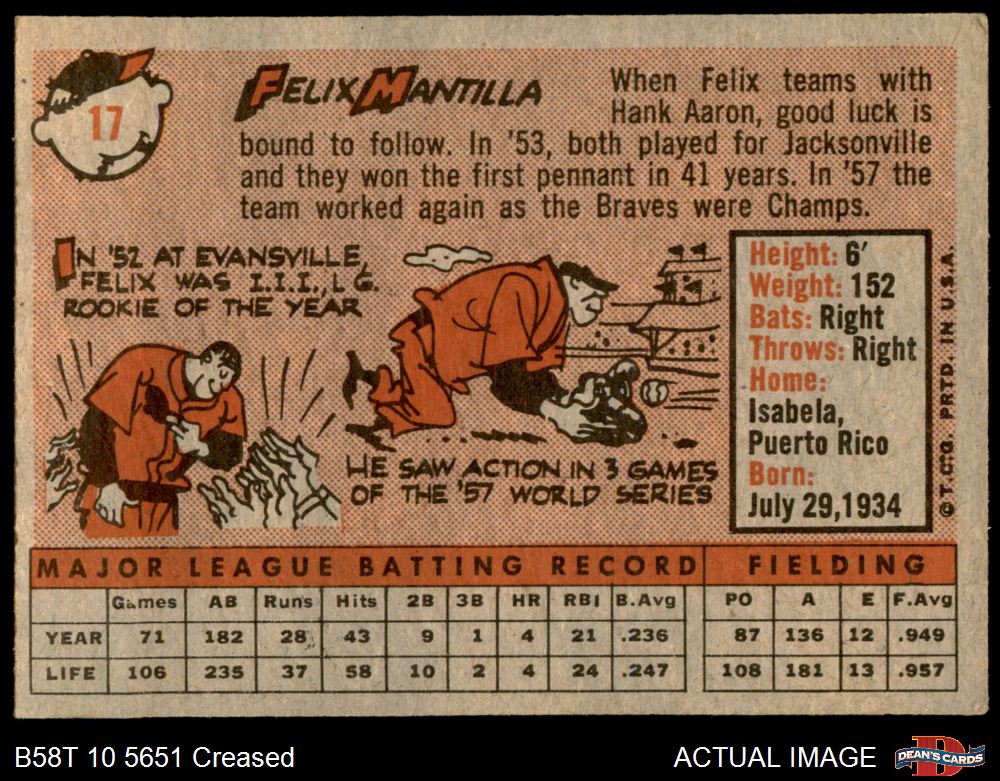 17
FELIX MANTILLA
When Felix teams with
Hank Aaron, good luck is
bound to follow. In '53, both played for Jacksonville
and they won the first pennant in 41 years. In '57 the
team worked again as the Braves were Champs.
IN '52 AT EVANSVILLE,
FELIX WAS I.I.I., LG.
ROOKIE OF THE YEAR
HE SAW ACTION IN 3 GAMES
OF THE '57 WORLD SERIES
Height: 6'
Weight: 152
Bats: Right
Throws: Right
Home:
Isabela,
Puerto Rico
Born:
July 29, 1934
© T.C.G. PRTD. IN U.S.A.
MAJOR LEAGUE BATTING RECORD FIELDING
Games AB Runs Hits 2B 3B HR RBI B.Avg PO A E F.Avg
YEAR 71 182 28 43 9 1 4 21 .236 87 136 12 .949
LIFE 106 235 37 58 10 2 4 24 .247 108 181 13 .957
B58T 10 5651 Creased ACTUAL IMAGE
D
DEAN'S CARDS